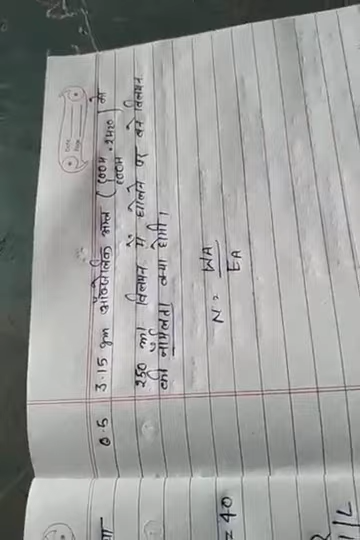 Q.5 3.15 gm ऑक्जेलिक अम्ल (COOH . 2H2O) को
COOH
250 ml विलयन में घोलने पर बने विलयन
की नॉर्मलता क्या होगी।
N = WA
EA
= 40